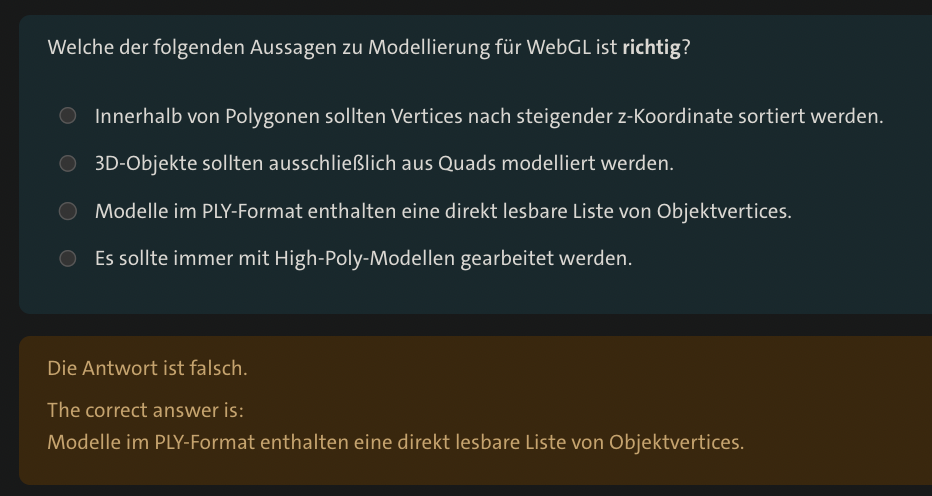 Welche der folgenden Aussagen zu Modellierung für WebGL ist richtig?
Innerhalb von Polygonen sollten Vertices nach steigender z-Koordinate sortiert werden.
3D-Objekte sollten ausschließlich aus Quads modelliert werden.
Modelle im PLY-Format enthalten eine direkt lesbare Liste von Objektvertices.
Es sollte immer mit High-Poly-Modellen gearbeitet werden.
Die Antwort ist falsch.
The correct answer is:
Modelle im PLY-Format enthalten eine direkt lesbare Liste von Objektvertices.